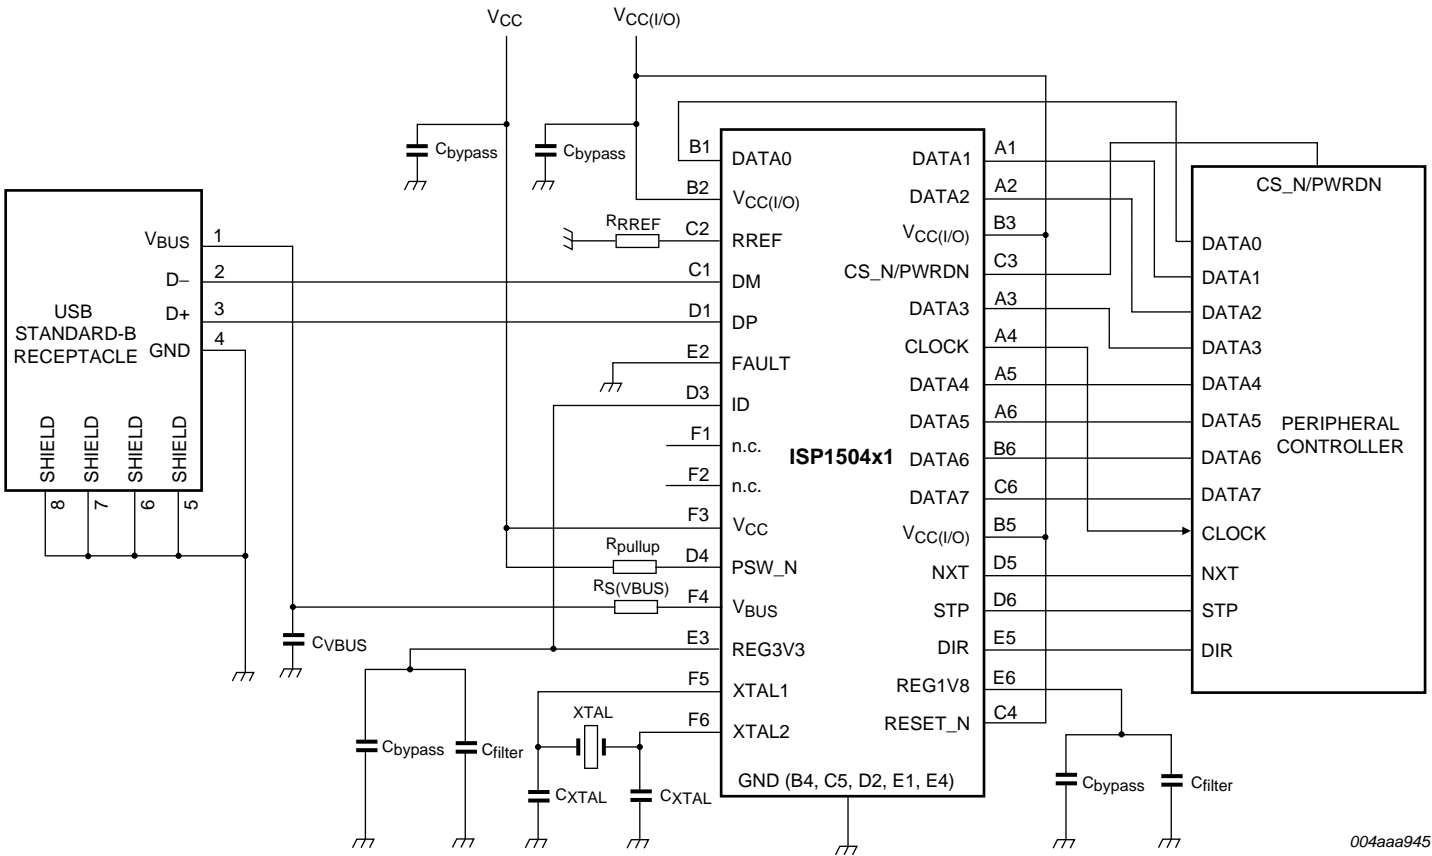 VCC
VCC(I/O)
Cbypass
Cbypass
USB
STANDARD-B
RECEPTACLE
VBUS 1
D– 2
D+ 3
GND 4
SHIELD 8
SHIELD 7
SHIELD 6
SHIELD 5
CVBUS
RRREF
Rpullup
RS(VBUS)
Cbypass
Cfilter
XTAL
CXTAL
CXTAL
B1 DATA0
B2 VCC(I/O)
C2 RREF
C1 DM
D1 DP
E2 FAULT
D3 ID
F1 n.c.
F2 n.c.
F3 VCC
D4 PSW_N
F4 VBUS
E3 REG3V3
F5 XTAL1
F6 XTAL2
ISP1504x1
GND (B4, C5, D2, E1, E4)
DATA1 A1
DATA2 A2
VCC(I/O) B3
CS_N/PWRDN C3
DATA3 A3
CLOCK A4
DATA4 A5
DATA5 A6
DATA6 B6
DATA7 C6
VCC(I/O) B5
NXT D5
STP D6
DIR E5
REG1V8 E6
RESET_N C4
Cbypass
Cfilter
CS_N/PWRDN
DATA0
DATA1
DATA2
DATA3
DATA4
DATA5
PERIPHERAL
CONTROLLER
DATA6
DATA7
CLOCK
NXT
STP
DIR
004aaa945